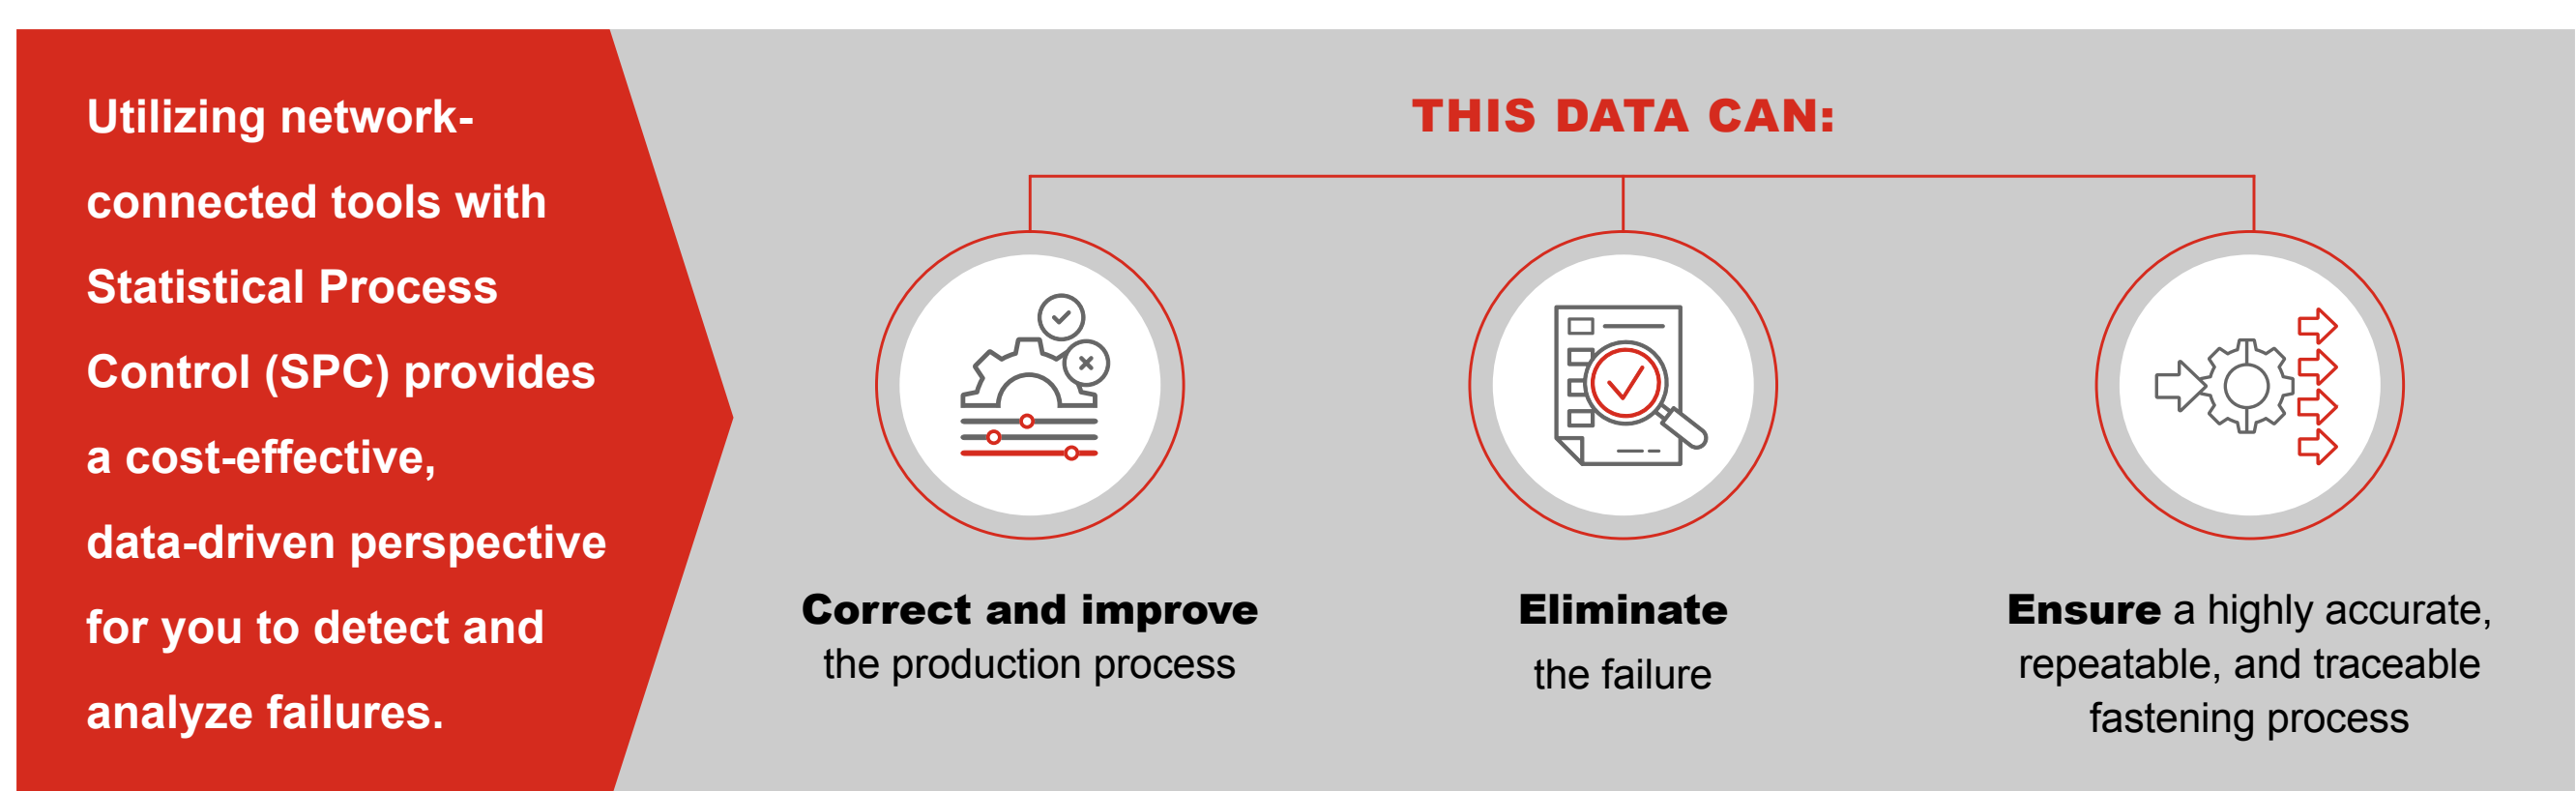 Utilizing network-
connected tools with
Statistical Process
Control (SPC) provides
a cost-effective,
data-driven perspective
for you to detect and
analyze failures.
THIS DATA CAN:
Correct and improve
the production process
Eliminate
the failure
Ensure a highly accurate,
repeatable, and traceable
fastening process